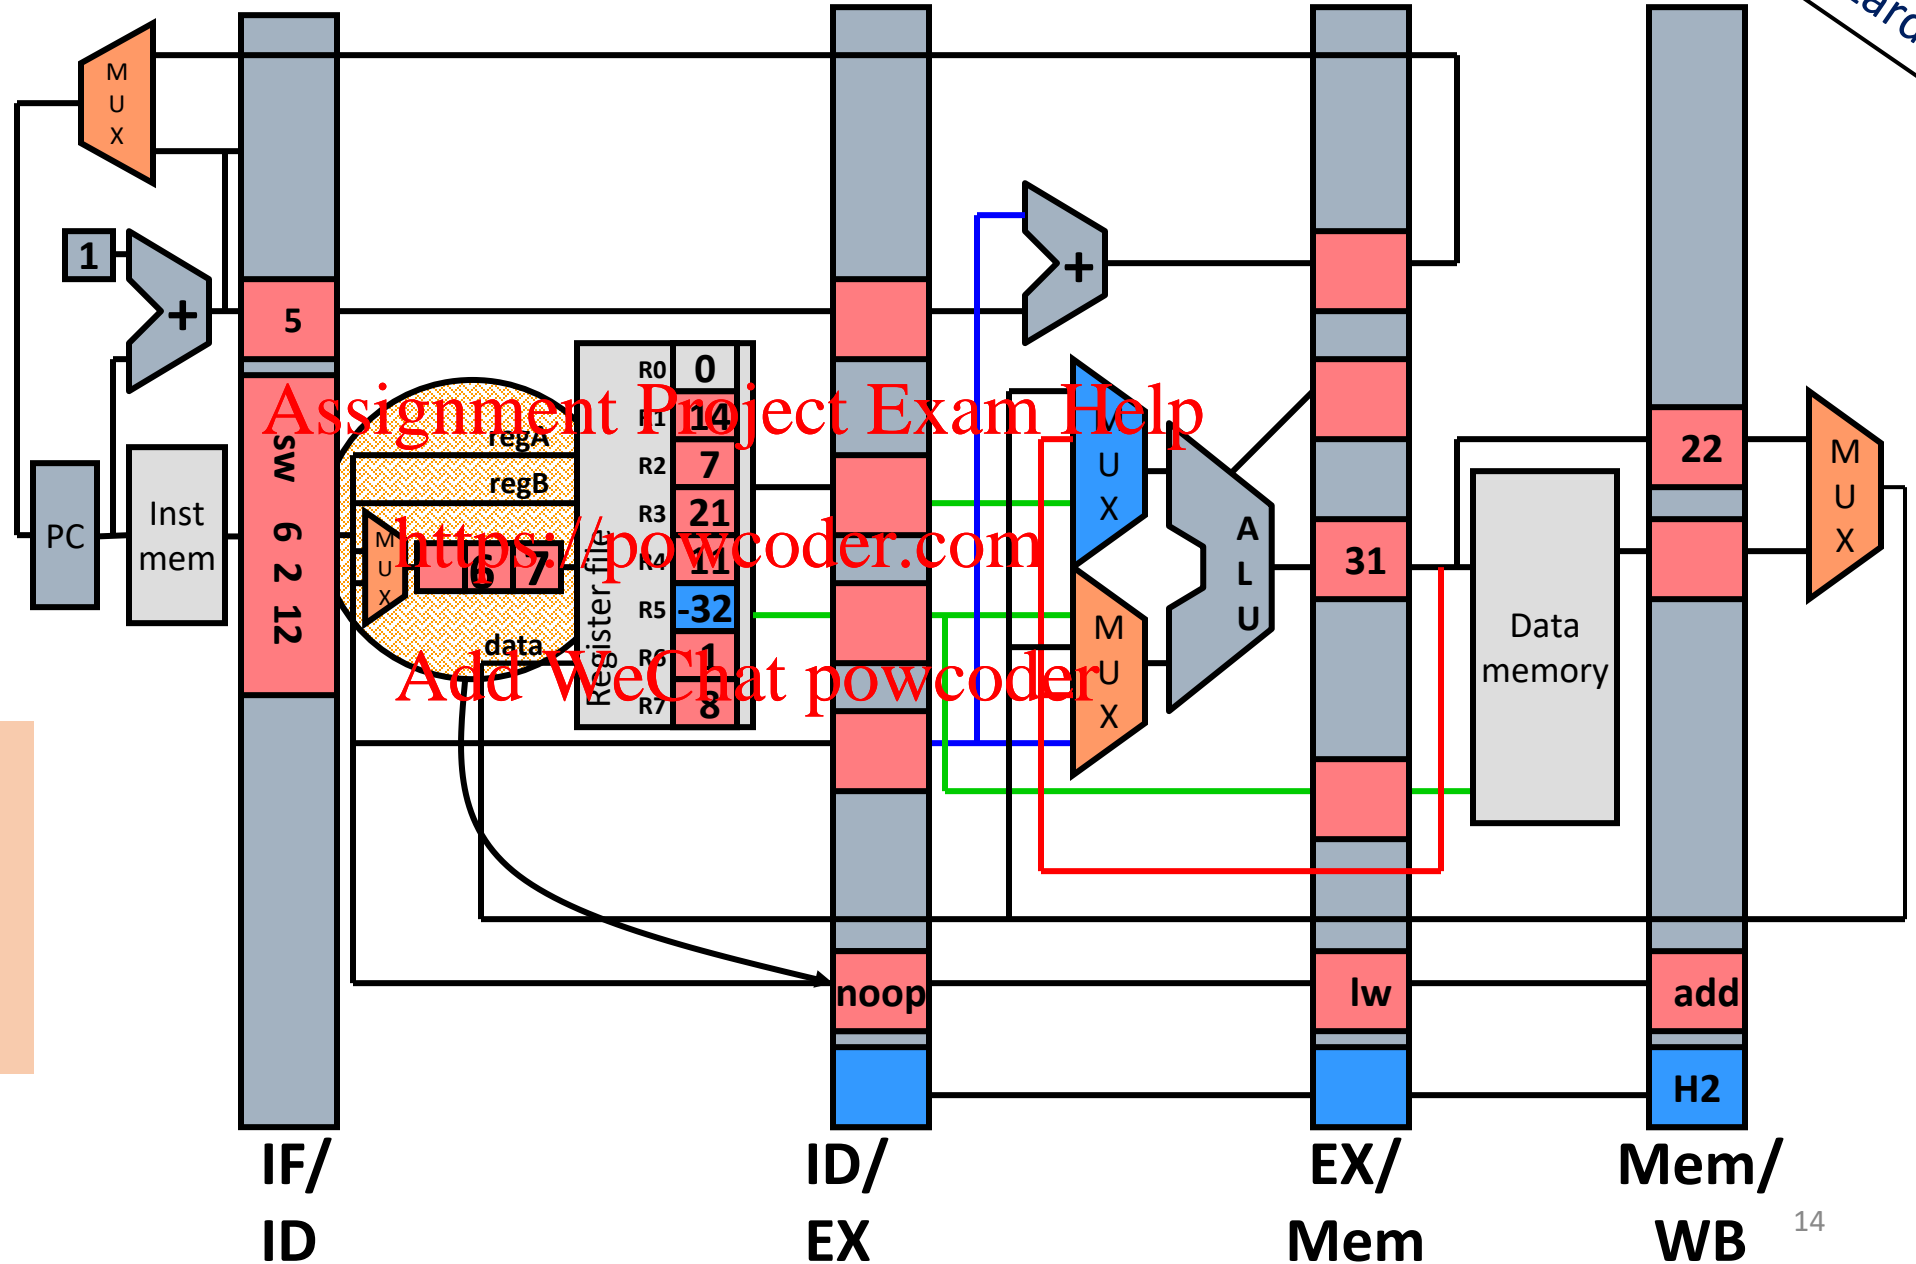 M
U
X
1
+
5
sw 6 2 12
PC
Inst
mem
regA
regB
M
U
X
6 7
data
Register file
R0 0
R1 14
R2 7
R3 21
R4 11
R5 -32
R6 1
R7 8
+
M
U
X
M
U
X
A
L
U
31
Data
memory
22
M
U
X
noop
lw
add
H2
Assignment Project Exam Help
https://powcoder.com
Add WeChat powcoder
IF/
ID
ID/
EX
EX/
Mem
Mem/
WB
14